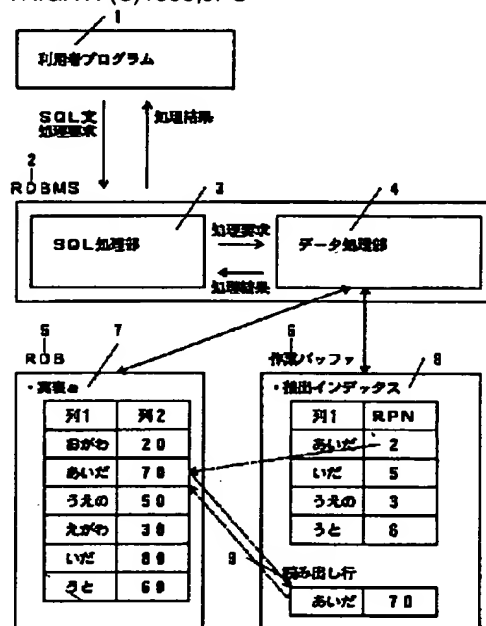 1
利用者プログラム
SQL文
処理要求
処理結果
2
RDBMS
3
4
SQL処理部
処理要求
処理結果
データ処理部
5
RDB
7
6
作業バッファ
8
・実表a
列1 列2
おがわ 20
あいだ 70
うえの 50
えがわ 30
いだ 80
うと 60
・抽出インデックス
列1 RPN
あいだ 2
いだ 5
うえの 3
うと 6
9
読み出し行
あいだ 70